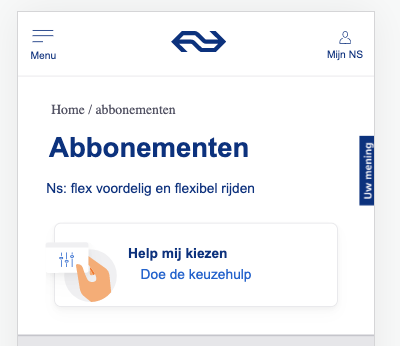 Menu
Mijn NS
Home / abbonementen
Abbonementen
Uw mening
Ns: flex voordelig en flexibel rijden
Help mij kiezen
Doe de keuzehulp